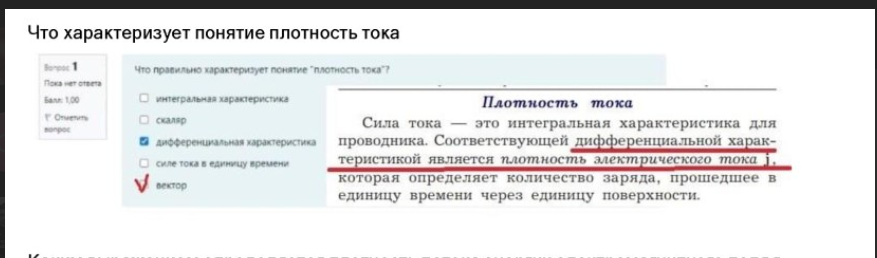 Что характеризует понятие плотность тока
Вопрос 1
Пока нет ответа
Балл: 1,00
Отметить
вопрос
Что правильно характеризует понятие "плотность тока"?
интегральная характеристика
скаляр
дифференциальная характеристика
силе тока в единицу времени
вектор
Плотность тока
Сила тока — это интегральная характеристика для
проводника. Соответствующей дифференциальной харак-
теристикой является плотность электрического тока j,
которая определяет количество заряда, прошедшее в
единицу времени через единицу поверхности.